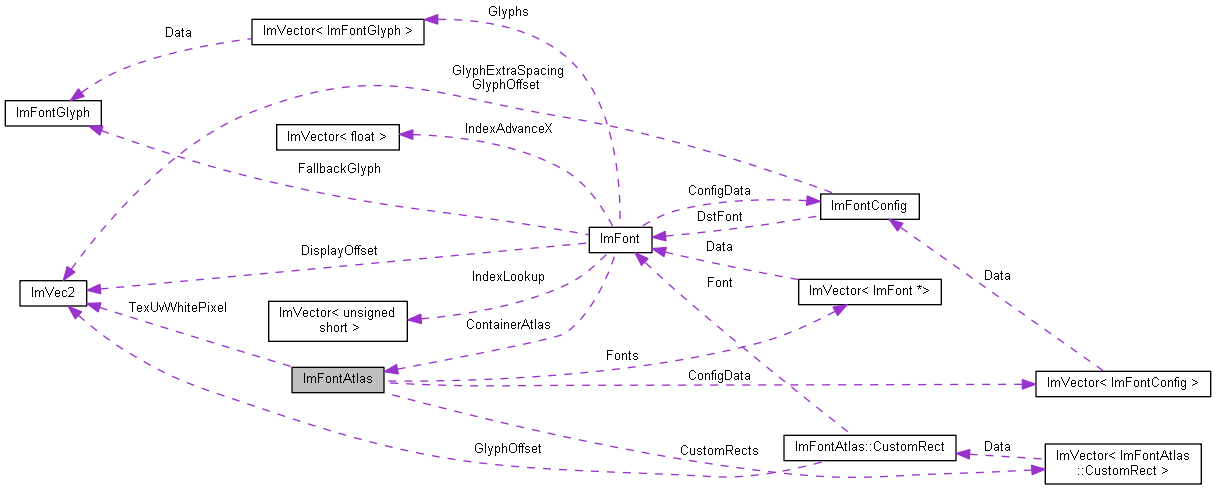 Glyphs
ImVector< ImFontGlyph >
Data
GlyphExtraSpacing
GlyphOffset
ImFontGlyph
ImVector< float >
IndexAdvanceX
FallbackGlyph
ConfigData
ImFontConfig
DstFont
ImFont
Data
DisplayOffset
IndexLookup
Font
Data
ImVec2
TexUvWhitePixel
ImVector< unsigned
short >
ImVector< ImFont *>
ContainerAtlas
Fonts
ImFontAtlas
ConfigData
ImVector< ImFontConfig >
GlyphOffset
CustomRects
ImFontAtlas::CustomRect
Data
ImVector< ImFontAtlas
::CustomRect >